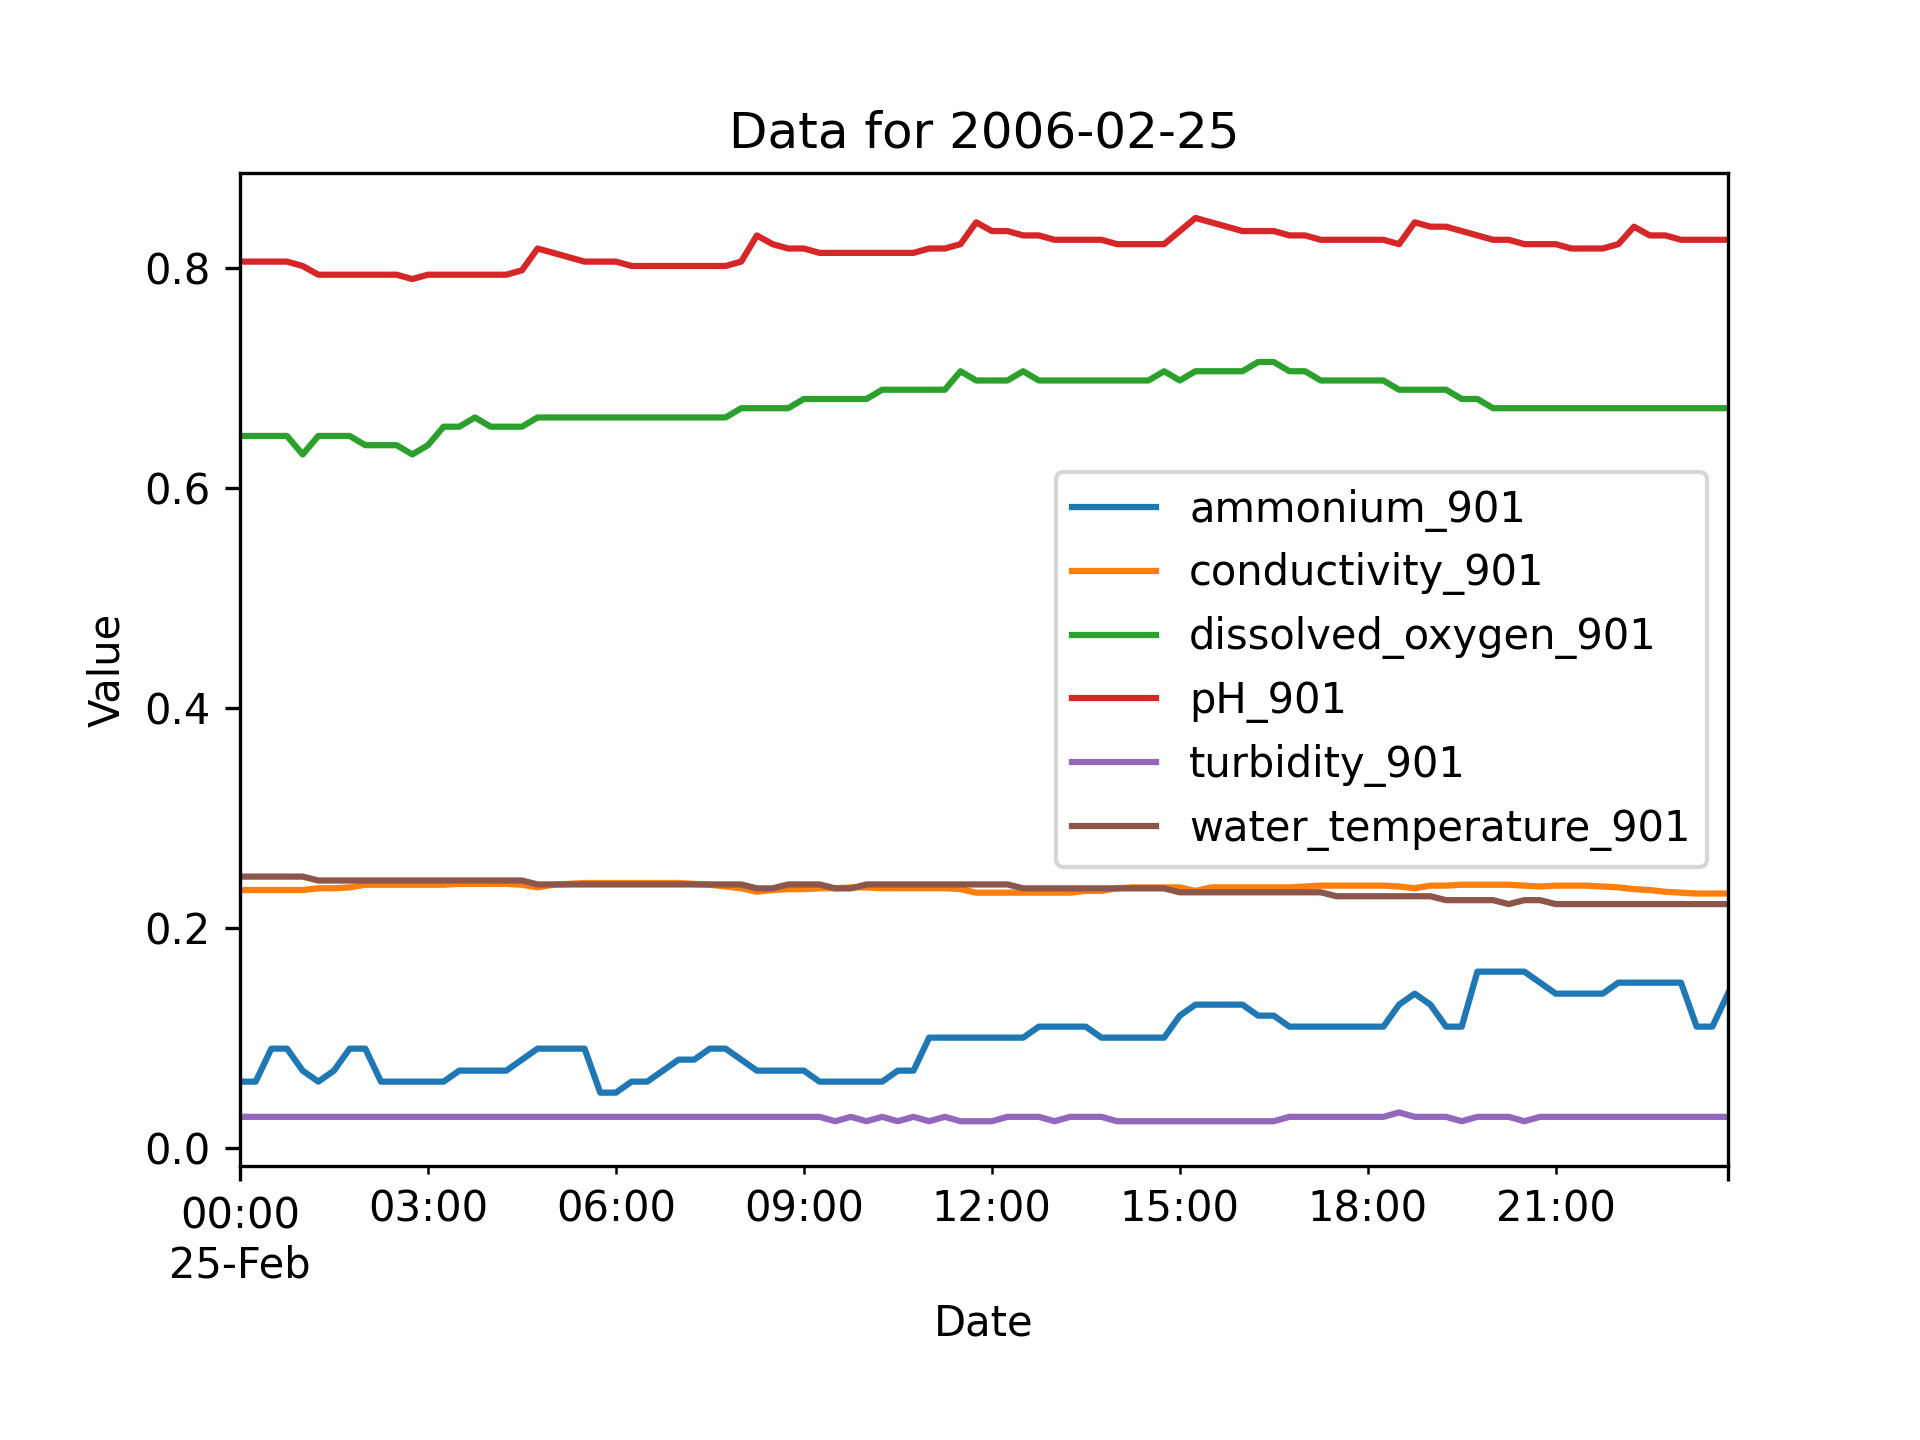 Data for 2006-02-25
Value
0.8
0.6
0.4
0.2
0.0
ammonium_901
conductivity_901
dissolved_oxygen_901
pH_901
turbidity_901
water_temperature_901
00:00 03:00 06:00 09:00 12:00 15:00 18:00 21:00
25-Feb
Date